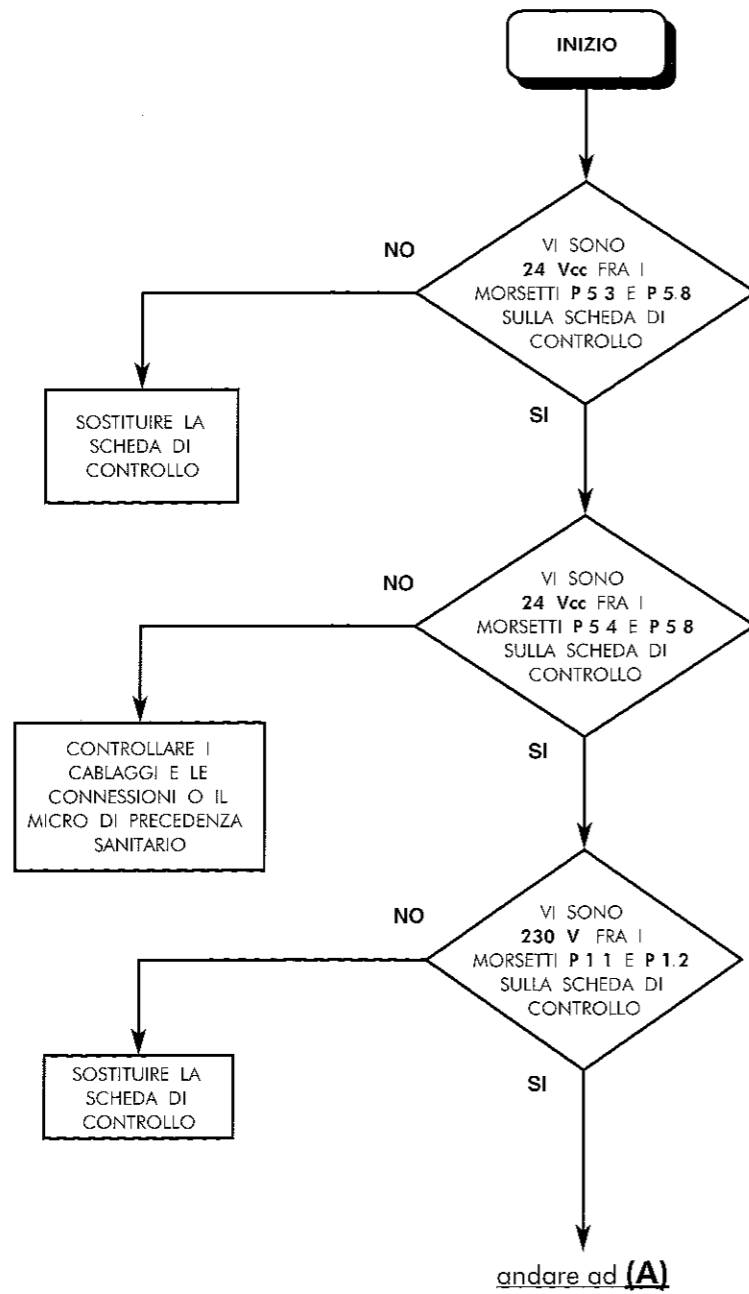 INIZIO
NO
VI SONO
24 Vcc FRA I
MORSETTI P 5 3 E P 5.8
SULLA SCHEDA DI
CONTROLLO
SI
SOSTITUIRE LA
SCHEDA DI
CONTROLLO
NO
VI SONO
24 Vcc FRA I
MORSETTI P 5 4 E P 5 8
SULLA SCHEDA DI
CONTROLLO
SI
CONTROLLARE I
CABLAGGI E LE
CONNESSIONI O IL
MICRO DI PRECEDENZA
SANITARIO
NO
VI SONO
230 V FRA I
MORSETTI P 1 1 E P 1.2
SULLA SCHEDA DI
CONTROLLO
SI
SOSTITUIRE LA
SCHEDA DI
CONTROLLO
andare ad (A)